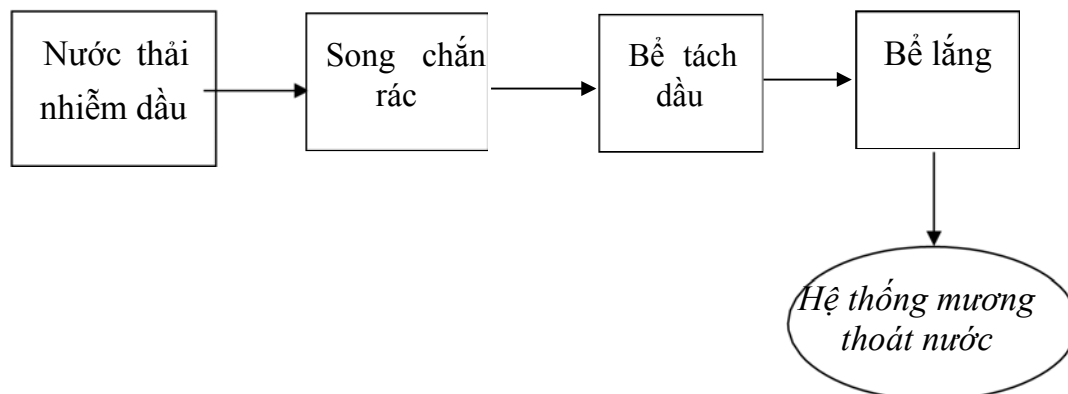 Nước thải
nhiễm dầu
Song chắn
rác
Bể tách
dầu
Bể lắng
Hệ thống mương
thoát nước